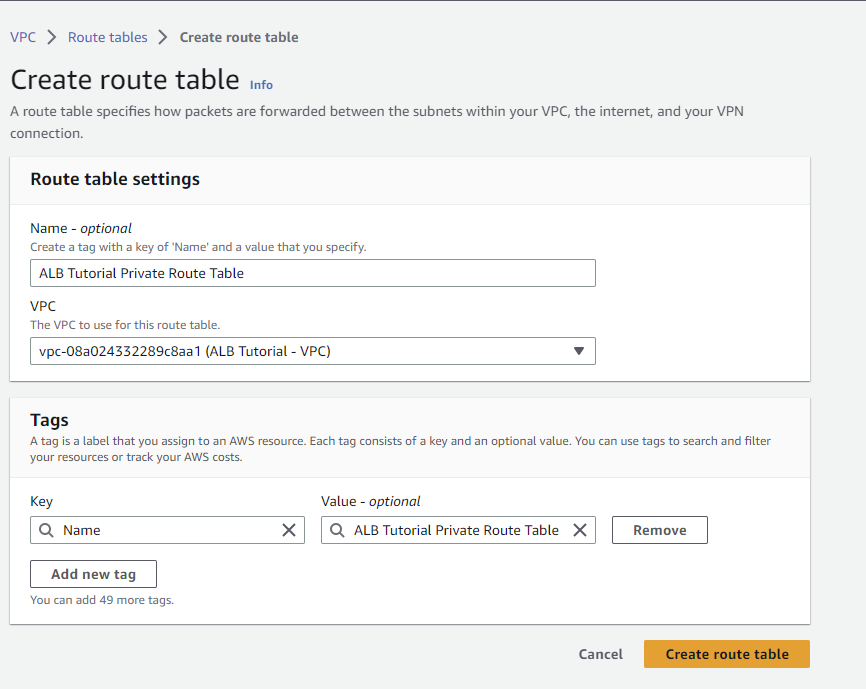 VPC > Route tables > Create route table
Create route table Info
A route table specifies how packets are forwarded between the subnets within your VPC, the internet, and your VPN
connection.
Route table settings
Name - optional
Create a tag with a key of 'Name' and a value that you specify.
ALB Tutorial Private Route Table
VPC
The VPC to use for this route table.
vpc-08a024332289c8aa1 (ALB Tutorial - VPC)
Tags
A tag is a label that you assign to an AWS resource. Each tag consists of a key and an optional value. You can use tags to search and filter
your resources or track your AWS costs.
Key Value - optional
Name ALB Tutorial Private Route Table Remove
Add new tag
You can add 49 more tags.
Cancel Create route table